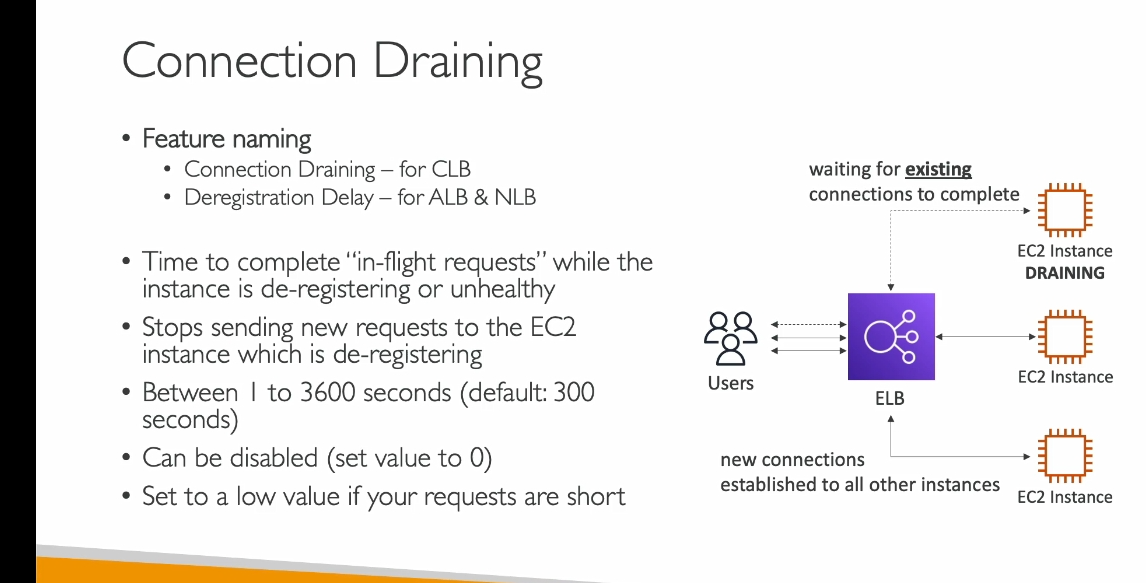 Connection Draining
• Feature naming
• Connection Draining – for CLB
• Deregistration Delay – for ALB & NLB
• Time to complete “in-flight requests” while the
instance is de-registering or unhealthy
• Stops sending new requests to the EC2
instance which is de-registering
• Between 1 to 3600 seconds (default: 300
seconds)
• Can be disabled (set value to 0)
• Set to a low value if your requests are short
waiting for existing
connections to complete
EC2 Instance
DRAINING
Users
ELB
EC2 Instance
new connections
established to all other instances
EC2 Instance